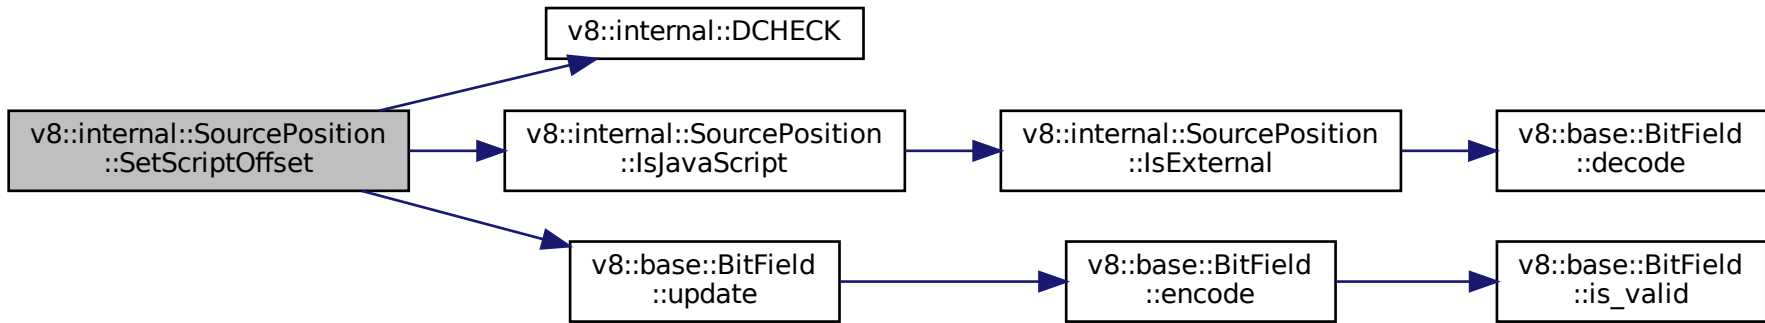 v8::internal::DCHECK
v8::internal::SourcePosition
::SetScriptOffset
v8::internal::SourcePosition
::IsJavaScript
v8::internal::SourcePosition
::IsExternal
v8::base::BitField
::decode
v8::base::BitField
::update
v8::base::BitField
::encode
v8::base::BitField
::is_valid